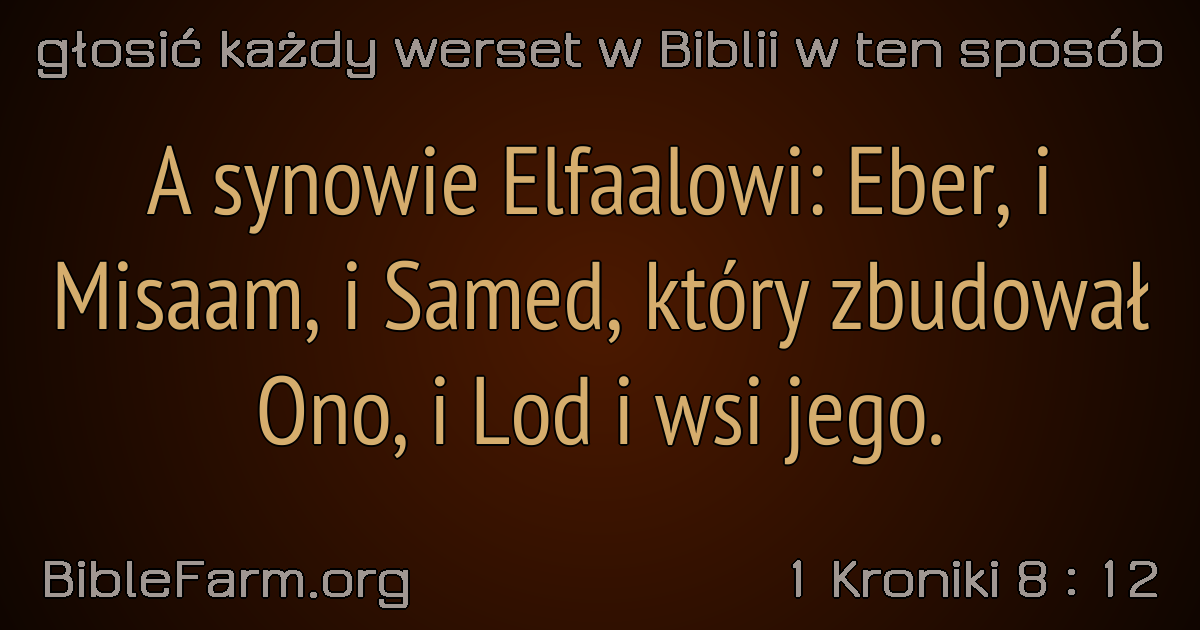 głosić każdy werset w Biblii w ten sposób
A synowie Elfaalowi: Eber, i
Misaam, i Samed, który zbudował
Ono, i Lod i wsi jego.
BibleFarm.org
1 Kroniki 8 : 12